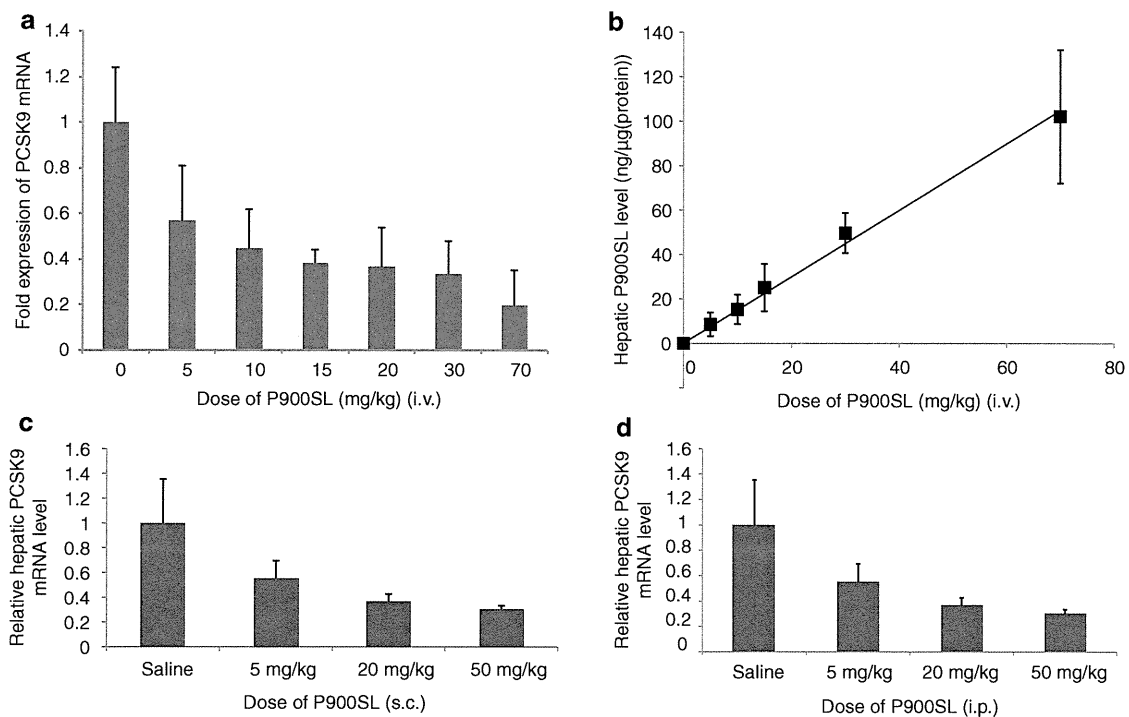 a
Fold expression of PCSK9 mRNA
1.4
1.2
1
0.8
0.6
0.4
0.2
0
0 5 10 15 20 30 70
Dose of P900SL (mg/kg) (i.v.)
b
Hepatic P900SL level (ng/µg(protein))
140
120
100
80
60
40
20
0
0 20 40 60 80
Dose of P900SL (mg/kg) (i.v.)
c
Relative hepatic PCSK9
mRNA level
1.6
1.4
1.2
1
0.8
0.6
0.4
0.2
0
Saline 5 mg/kg 20 mg/kg 50 mg/kg
Dose of P900SL (s.c.)
d
Relative hepatic PCSK9
mRNA level
1.6
1.4
1.2
1
0.8
0.6
0.4
0.2
0
Saline 5 mg/kg 20 mg/kg 50 mg/kg
Dose of P900SL (i.p.)